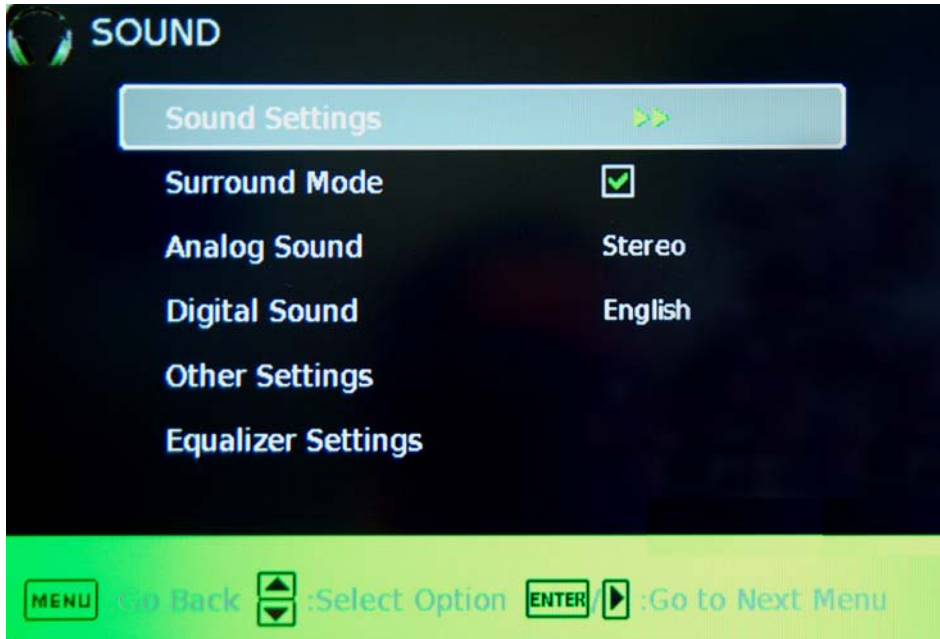 SOUND
Sound Settings
Surround Mode
Analog Sound Stereo
Digital Sound English
Other Settings
Equalizer Settings
MENU Go Back :Select Option ENTER/ :Go to Next Menu